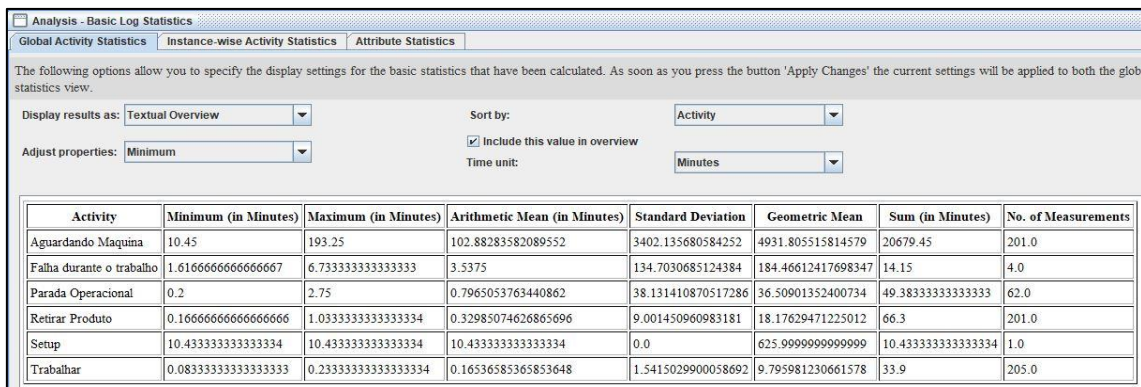 Analysis - Basic Log Statistics
Global Activity Statistics Instance-wise Activity Statistics Attribute Statistics
The following options allow you to specify the display settings for the basic statistics that have been calculated. As soon as you press the button 'Apply Changes' the current settings will be applied to both the glob
statistics view.
Display results as: Textual Overview Sort by: Activity
Include this value in overview
Adjust properties: Minimum Time unit: Minutes
Activity Minimum (in Minutes) Maximum (in Minutes) Arithmetic Mean (in Minutes) Standard Deviation Geometric Mean Sum (in Minutes) No. of Measurements
Aguardando Maquina 10.45 193.25 102.88283582089552 3402.135680584252 4931.805515814579 20679.45 201.0
Falha durante o trabalho 1.6166666666666667 6.733333333333333 3.5375 134.7030685124384 184.46612417698347 14.15 4.0
Parada Operacional 0.2 2.75 0.7965053763440862 38.131410870517286 36.50901352400734 49.38333333333333 62.0
Retirar Produto 0.16666666666666666 1.0333333333333334 0.32985074626865696 9.001450960983181 18.17629471225012 66.3 201.0
Setup 10.433333333333334 10.433333333333334 10.433333333333334 0.0 625.9999999999999 10.433333333333334 1.0
Trabalhar 0.08333333333333333 0.23333333333333334 0.16536585365853648 1.5415029900058692 9.795981230661578 33.9 205.0